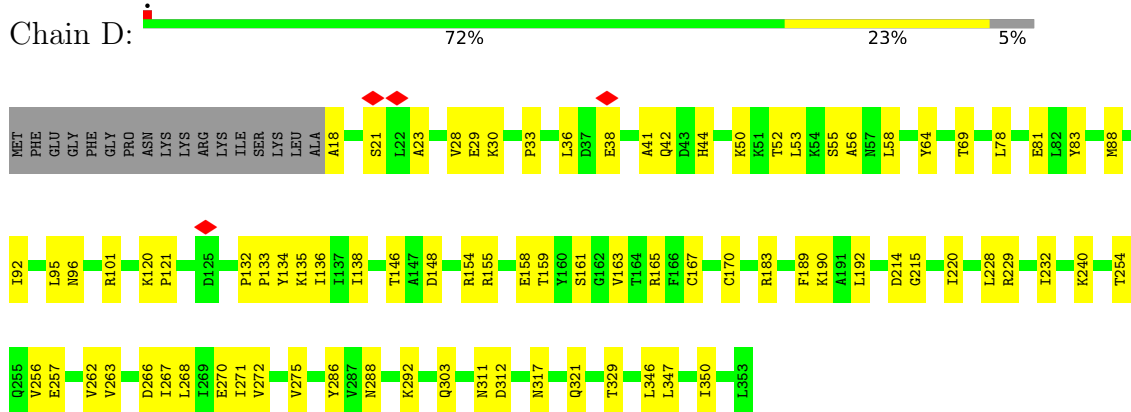 Chain D:
72% 23% 5%
MET PHE GLU GLY PHE GLY PRO ASN LYS LYS ARG LYS ILE SER LYS LEU ALA A18 S21 L22 A23 V28 E29 K30 P33 L36 D37 E38 A41 Q42 D43 H44 K50 K51 T52 L53 K54 S55 A56 N57 L58 Y64 T69 L78 E81 L82 Y83 M88
I92 L95 N96 R101 K120 P121 D125 P132 P133 Y134 K135 I136 I137 I138 T146 A147 D148 R154 R155 E158 T159 Y160 S161 G162 V163 T164 R165 F166 C167 C170 R183 F189 K190 A191 L192 D214 G215 I220 L228 R229 I232 K240 T254
Q255 V256 E257 V262 V263 D266 I267 L268 I269 E270 I271 V272 V275 Y286 V287 N288 K292 Q303 N311 D312 N317 Q321 T329 L346 L347 I350 L353